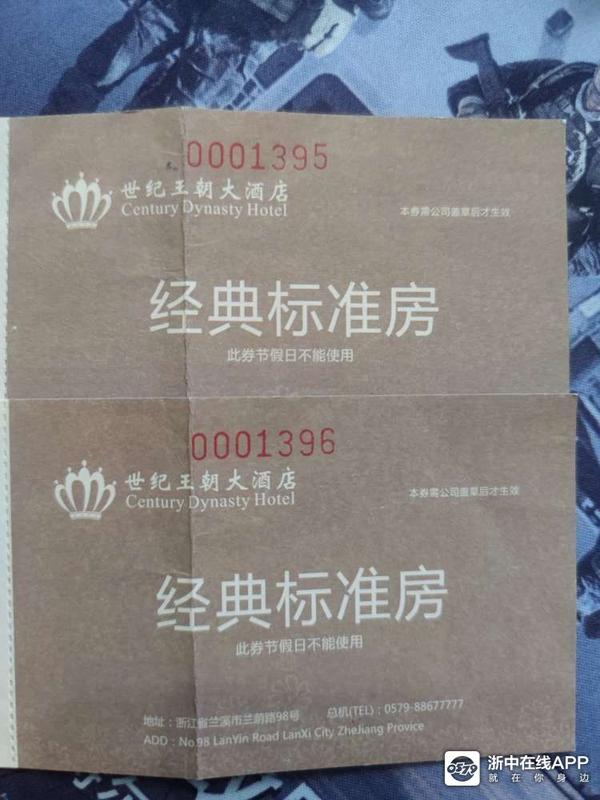 0001395
世纪王朝大酒店
Century Dynasty Hotel
本券需公司盖章后才生效
经典标准房
此券节假日不能使用
0001396
世纪王朝大酒店
Century Dynasty Hotel
本券需公司盖章后才生效
经典标准房
此券节假日不能使用
地址：浙江省兰溪市兰荫路98号 总机(TEL)：0579-88677777
ADD：No.98 LanYin Road LanXi City ZheJiang Provice
浙中在线APP
就在你身边